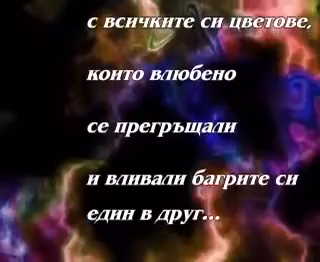 с всичките си цветове,
които влюбено
се прегръщали
и вливали багрите си
един в друг...